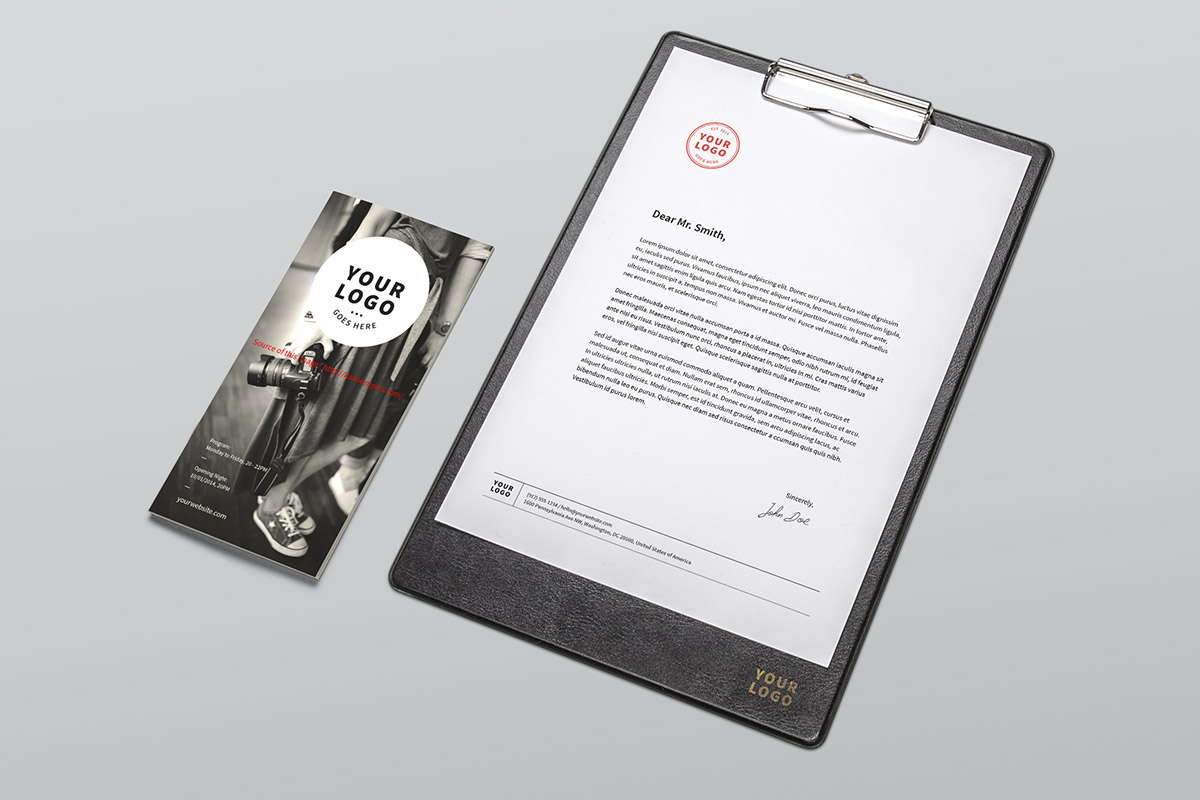 YOUR
LOGO
GOES HERE
Source of this
Program:
Monday to Friday, 20 - 22PM
Opening Night:
10/01/2014, 20PM
yourwebsite.com
EST. 2014
YOUR
LOGO
GOES HERE
Dear Mr. Smith,
Lorem ipsum dolor sit amet, consectetur adipiscing elit. Donec orci purus, luctus vitae dignissim
eu, iaculis sed purus. Vivamus faucibus, ipsum nec aliquet viverra, leo mauris condimentum ligula,
sit amet sagittis enim ligula quis arcu. Nam egestas tortor id nisi porttitor mattis. In tortor ante,
ultricies in suscipit a, tempus non massa. Vivamus et auctor mi. Fusce vel massa nulla. Phasellus
nec eros mauris, et scelerisque orci.
Donec malesuada orci vitae nulla accumsan porta a id massa. Quisque accumsan iaculis magna sit
amet fringilla. Maecenas consequat, magna eget tincidunt semper, odio nibh rutrum mi, id feugiat
ante nisi eu risus. Vestibulum nunc orci, rhoncus a placerat in, ultricies in mi. Cras mattis varius
eros, vel fringilla nisi suscipit eget. Quisque scelerisque sagittis nulla at porttitor.
Sed id augue vitae urna euismod commodo aliquet a quam. Pellentesque arcu velit, cursus et
malesuada ut, consequat et diam. Nullam erat sem, rhoncus id ullamcorper vitae, rhoncus et arcu.
In ultricies ultricies nulla, ut rutrum nisi iaculis at. Donec eu magna a metus ornare faucibus. Fusce
aliquet faucibus ultricies. Morbi semper, est id tincidunt gravida, sem arcu adipiscing lacus, ac
bibendum nulla leo eu purus. Quisque nec diam sed risus consectetur a ccumsan quis quis nibh.
Vestibulum id purus lorem.
Sincerely,
John Doe
YOUR
LOGO
(912) 555-1234 / hello@yourwebsite.com
1600 Pennsylvania Ave NW, Washington, DC 20500, United States of America
YOUR
LOGO